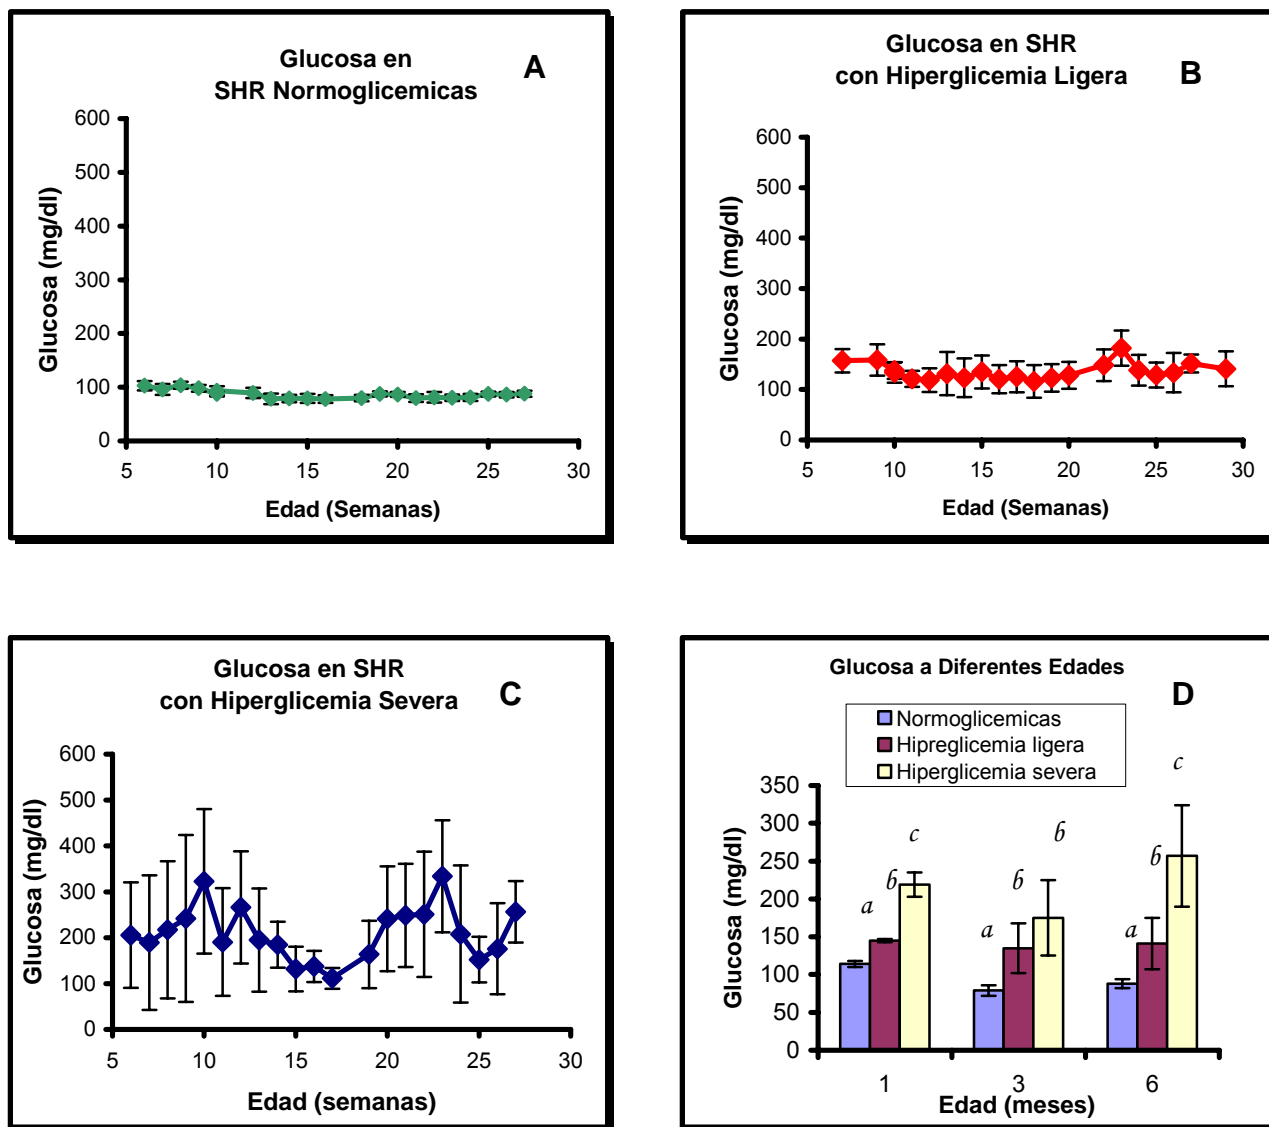 Glucosa en
SHR Normoglicemicas
A
600
500
400
300
200
100
0
Glucosa (mg/dl)
5
10
15
20
25
30
Edad (Semanas)
Glucosa en SHR
con Hiperglicemia Ligera
B
600
500
400
300
200
100
0
Glucosa (mg/dl)
5
10
15
20
25
30
Edad (Semanas)
Glucosa en SHR
con Hiperglicemia Severa
C
600
500
400
300
200
100
0
Glucosa (mg/dl)
5
10
15
20
25
30
Edad (semanas)
Glucosa a Diferentes Edades
D
Normoglicemicas
Hipreglicemia ligera
Hiperglicemia severa
350
300
250
200
150
100
50
0
Glucosa (mg/dl)
a
b
c
a
b
b
a
b
c
1
3
6
Edad (meses)